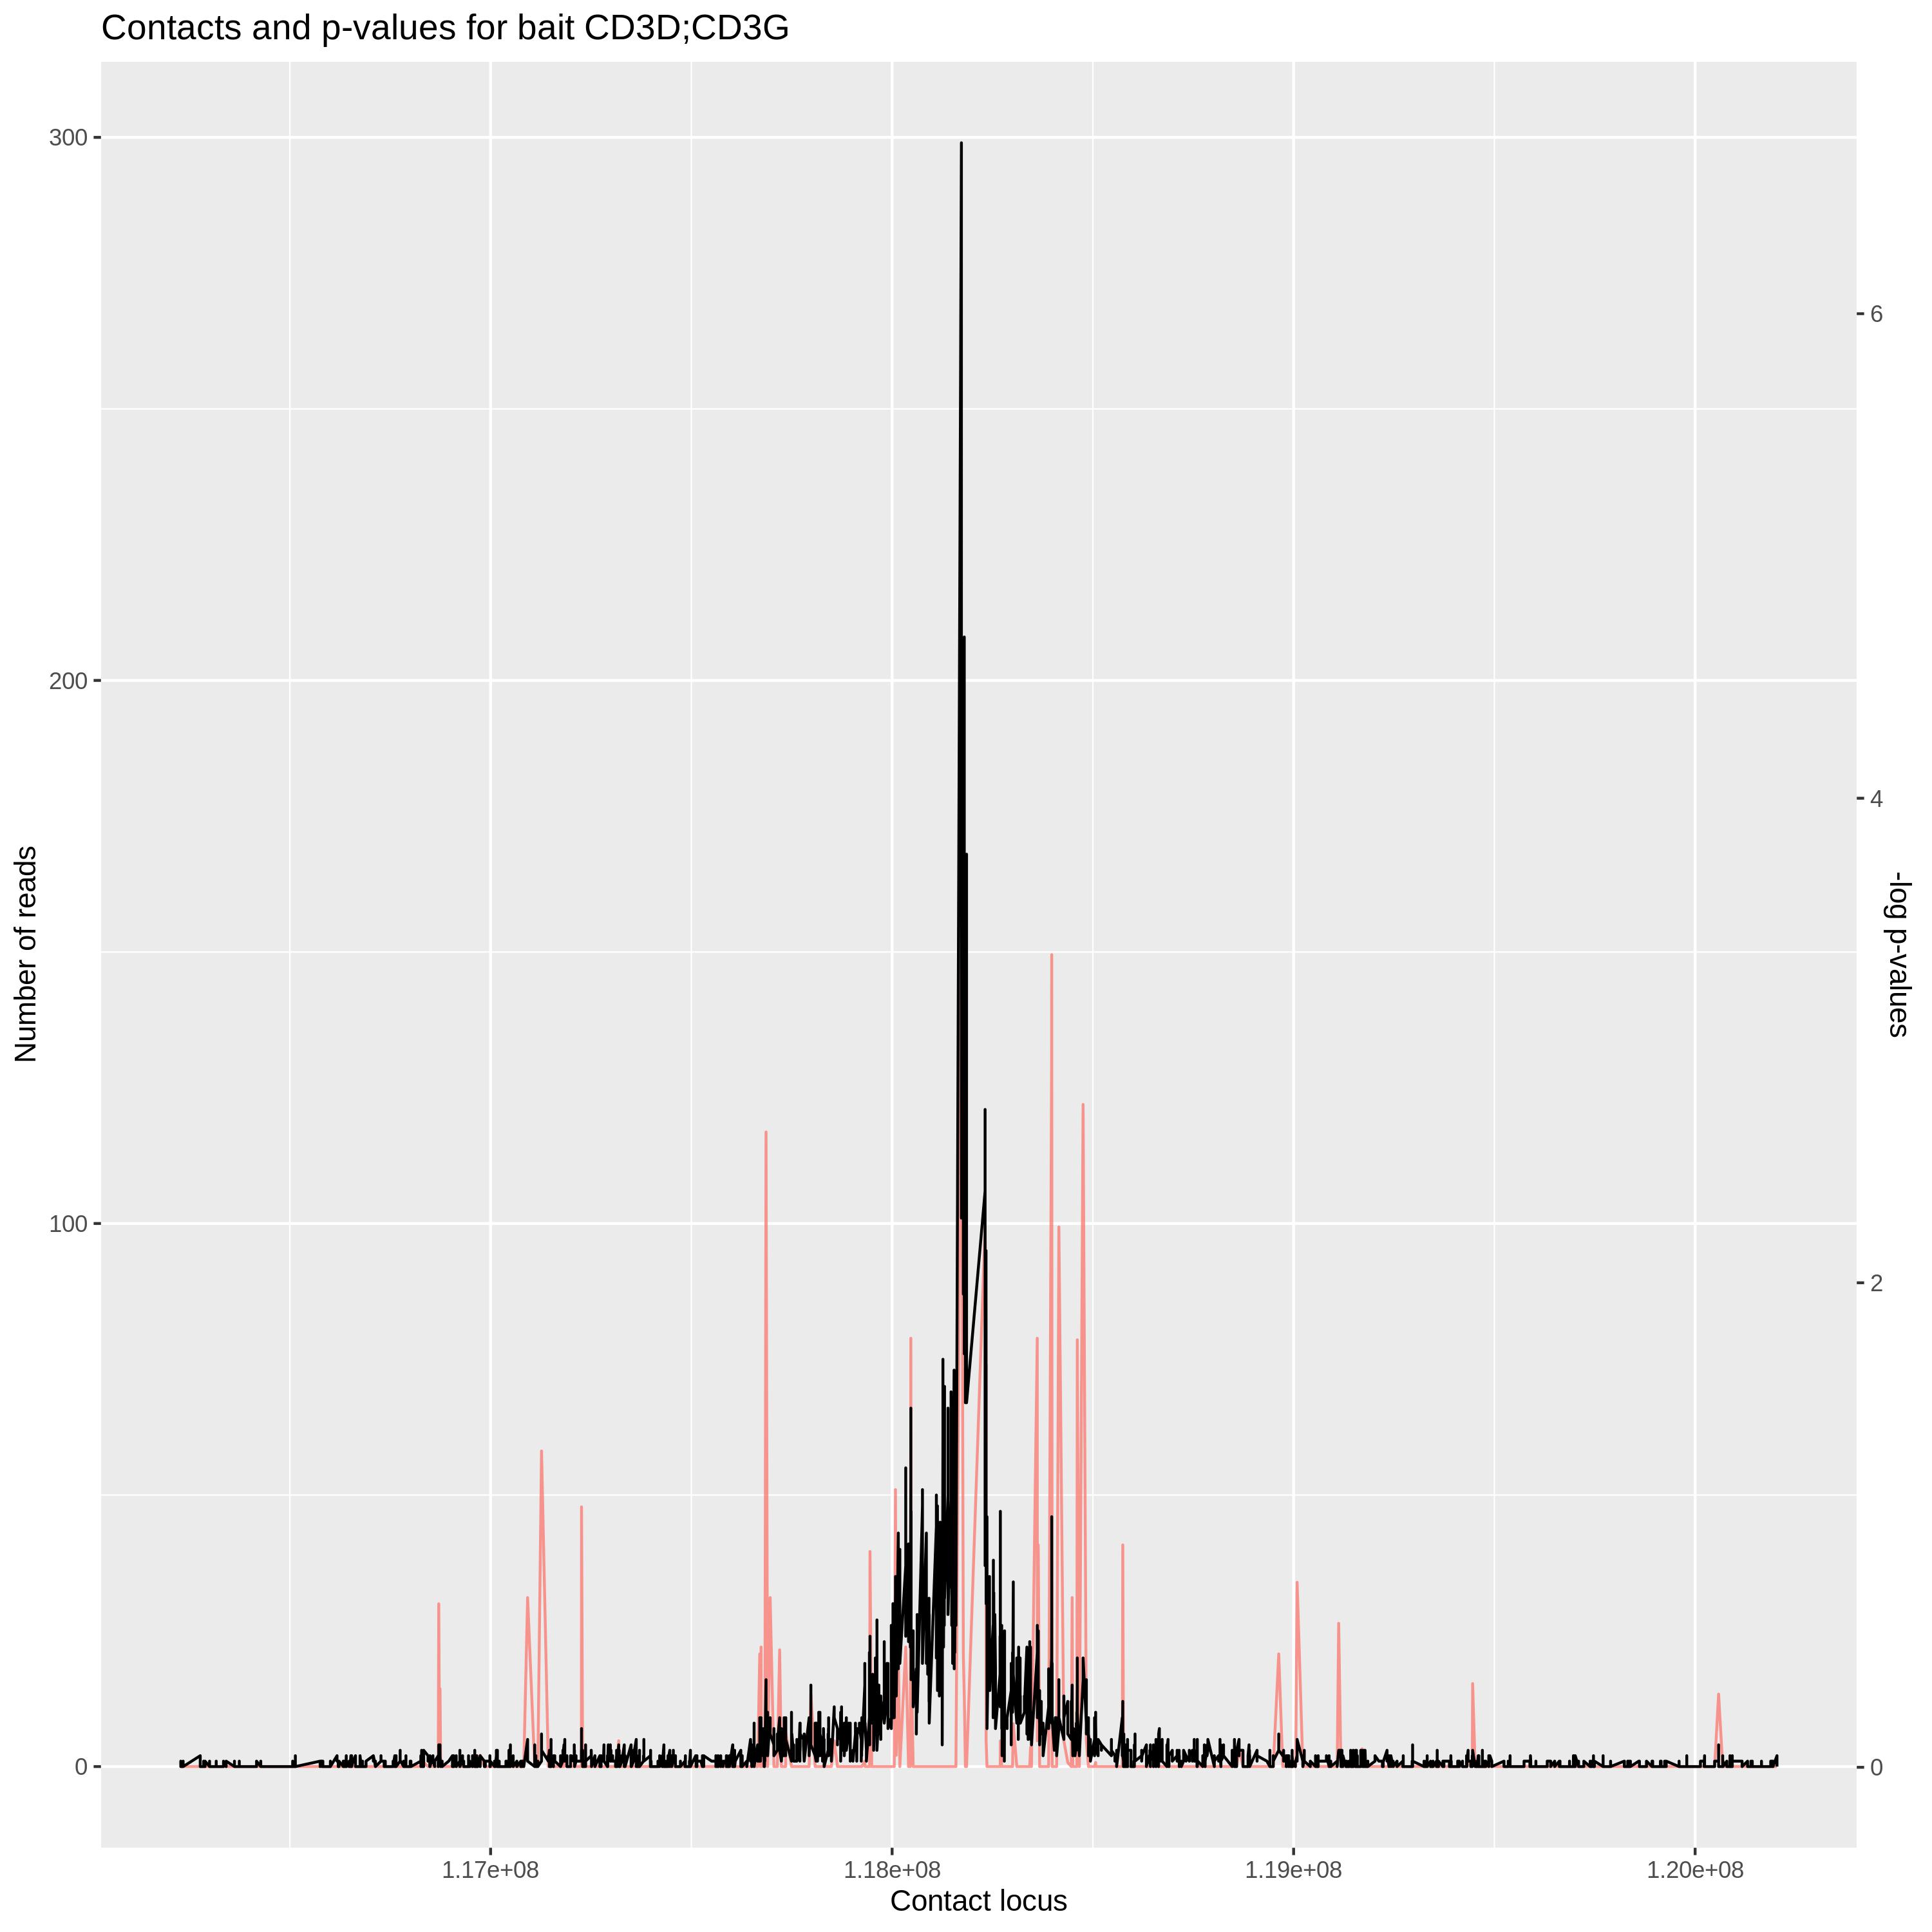 Contacts and p-values for bait CD3D;CD3G
300
200
100
0
Number of reads
6
4
2
0
-log p-values
1.17e+08
1.18e+08
1.19e+08
1.20e+08
Contact locus